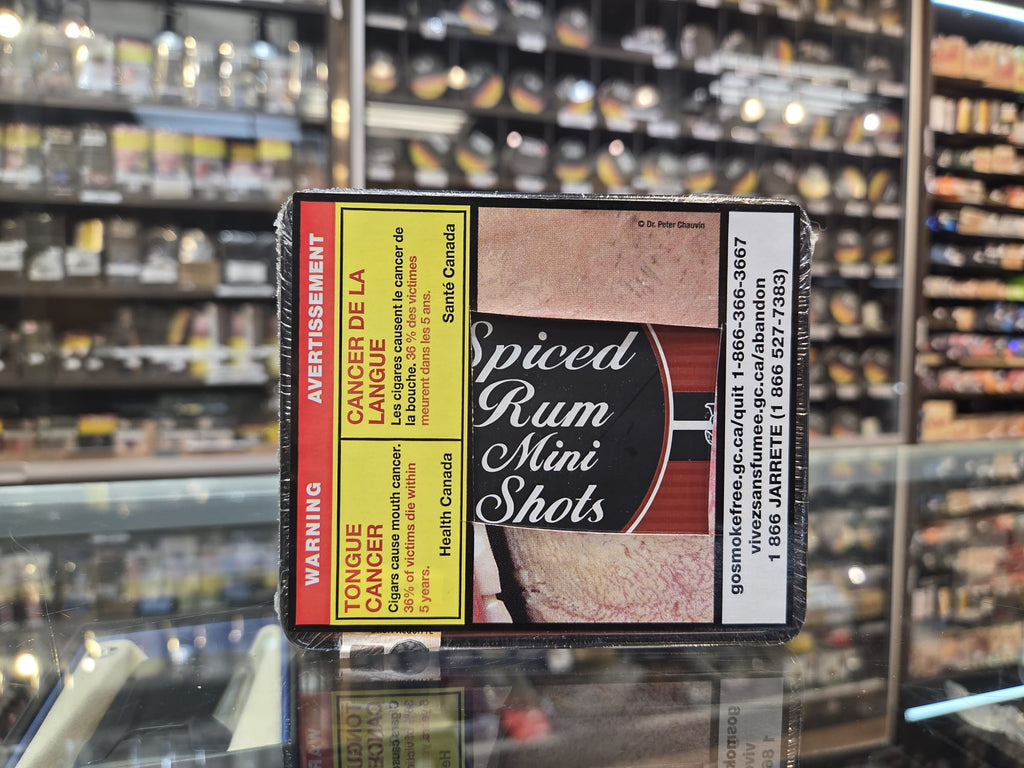 WARNING
AVERTISSEMENT
TONGUE
CANCER
Cigars cause mouth cancer.
36% of victims die within
5 years.
Health Canada
CANCER DE LA
LANGUE
Les cigares causent le cancer de
la bouche. 36 % des victimes
meurent dans les 5 ans.
Santé Canada
© Dr. Peter Chauvin
Spiced
Rum
Mini
Shots
gosmokefree.gc.ca/quit 1-866-366-3667
vivezsansfumee.gc.ca/abandon
1 866 JARRETE (1 866 527-7383)